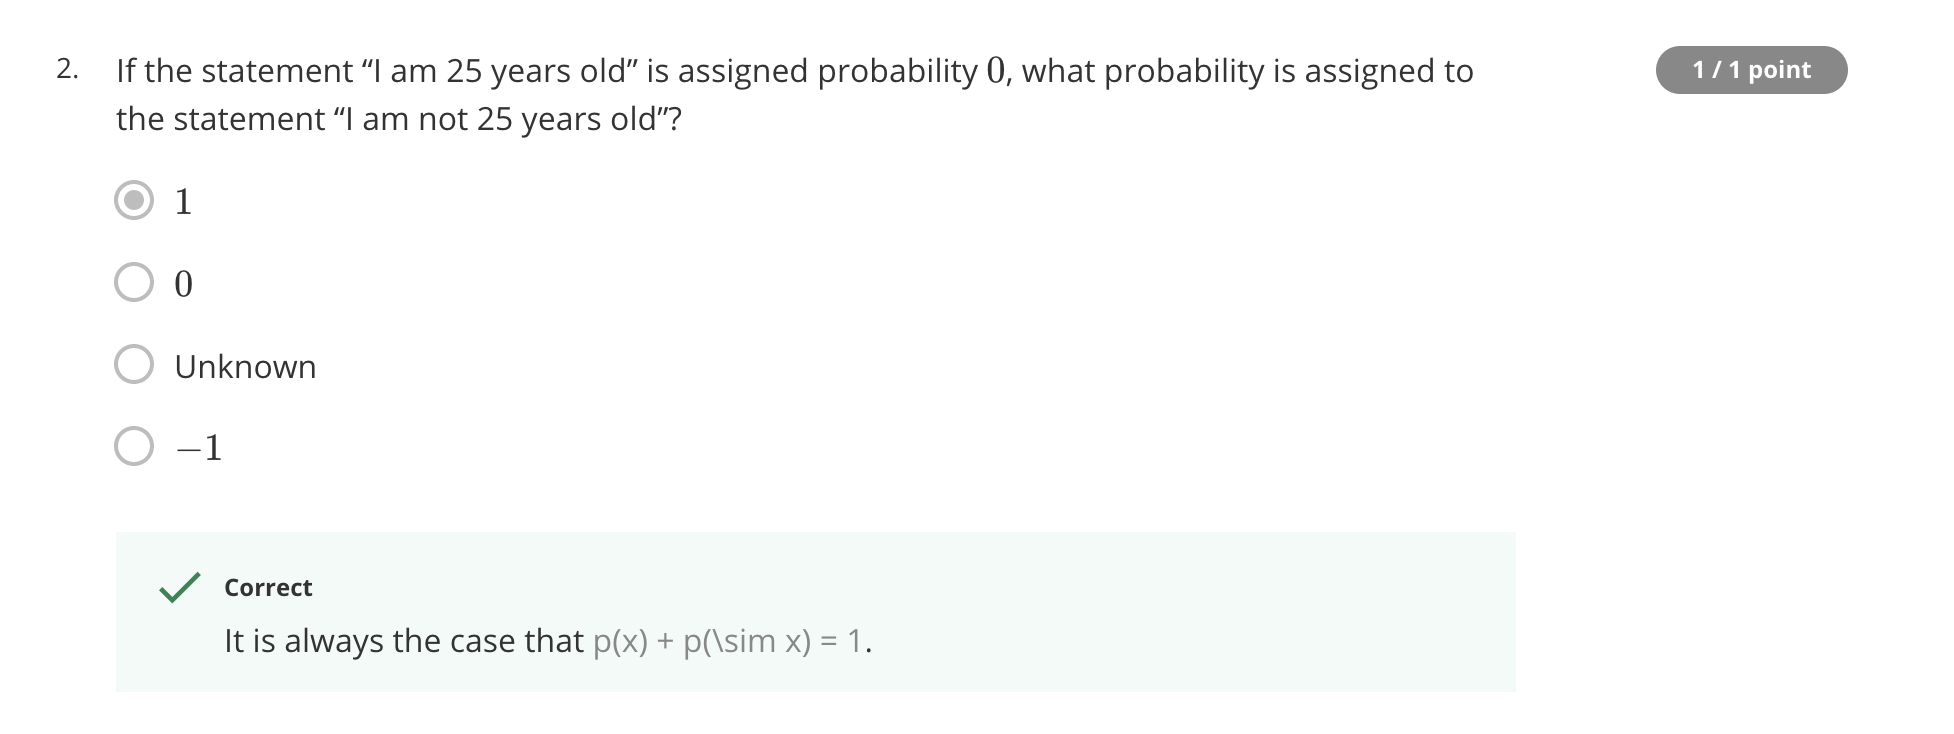 2. If the statement “I am 25 years old” is assigned probability 0, what probability is assigned to
1 / 1 point
the statement “I am not 25 years old”?
1
0
Unknown
−1
Correct
It is always the case that p(x) + p(\sim x) = 1.